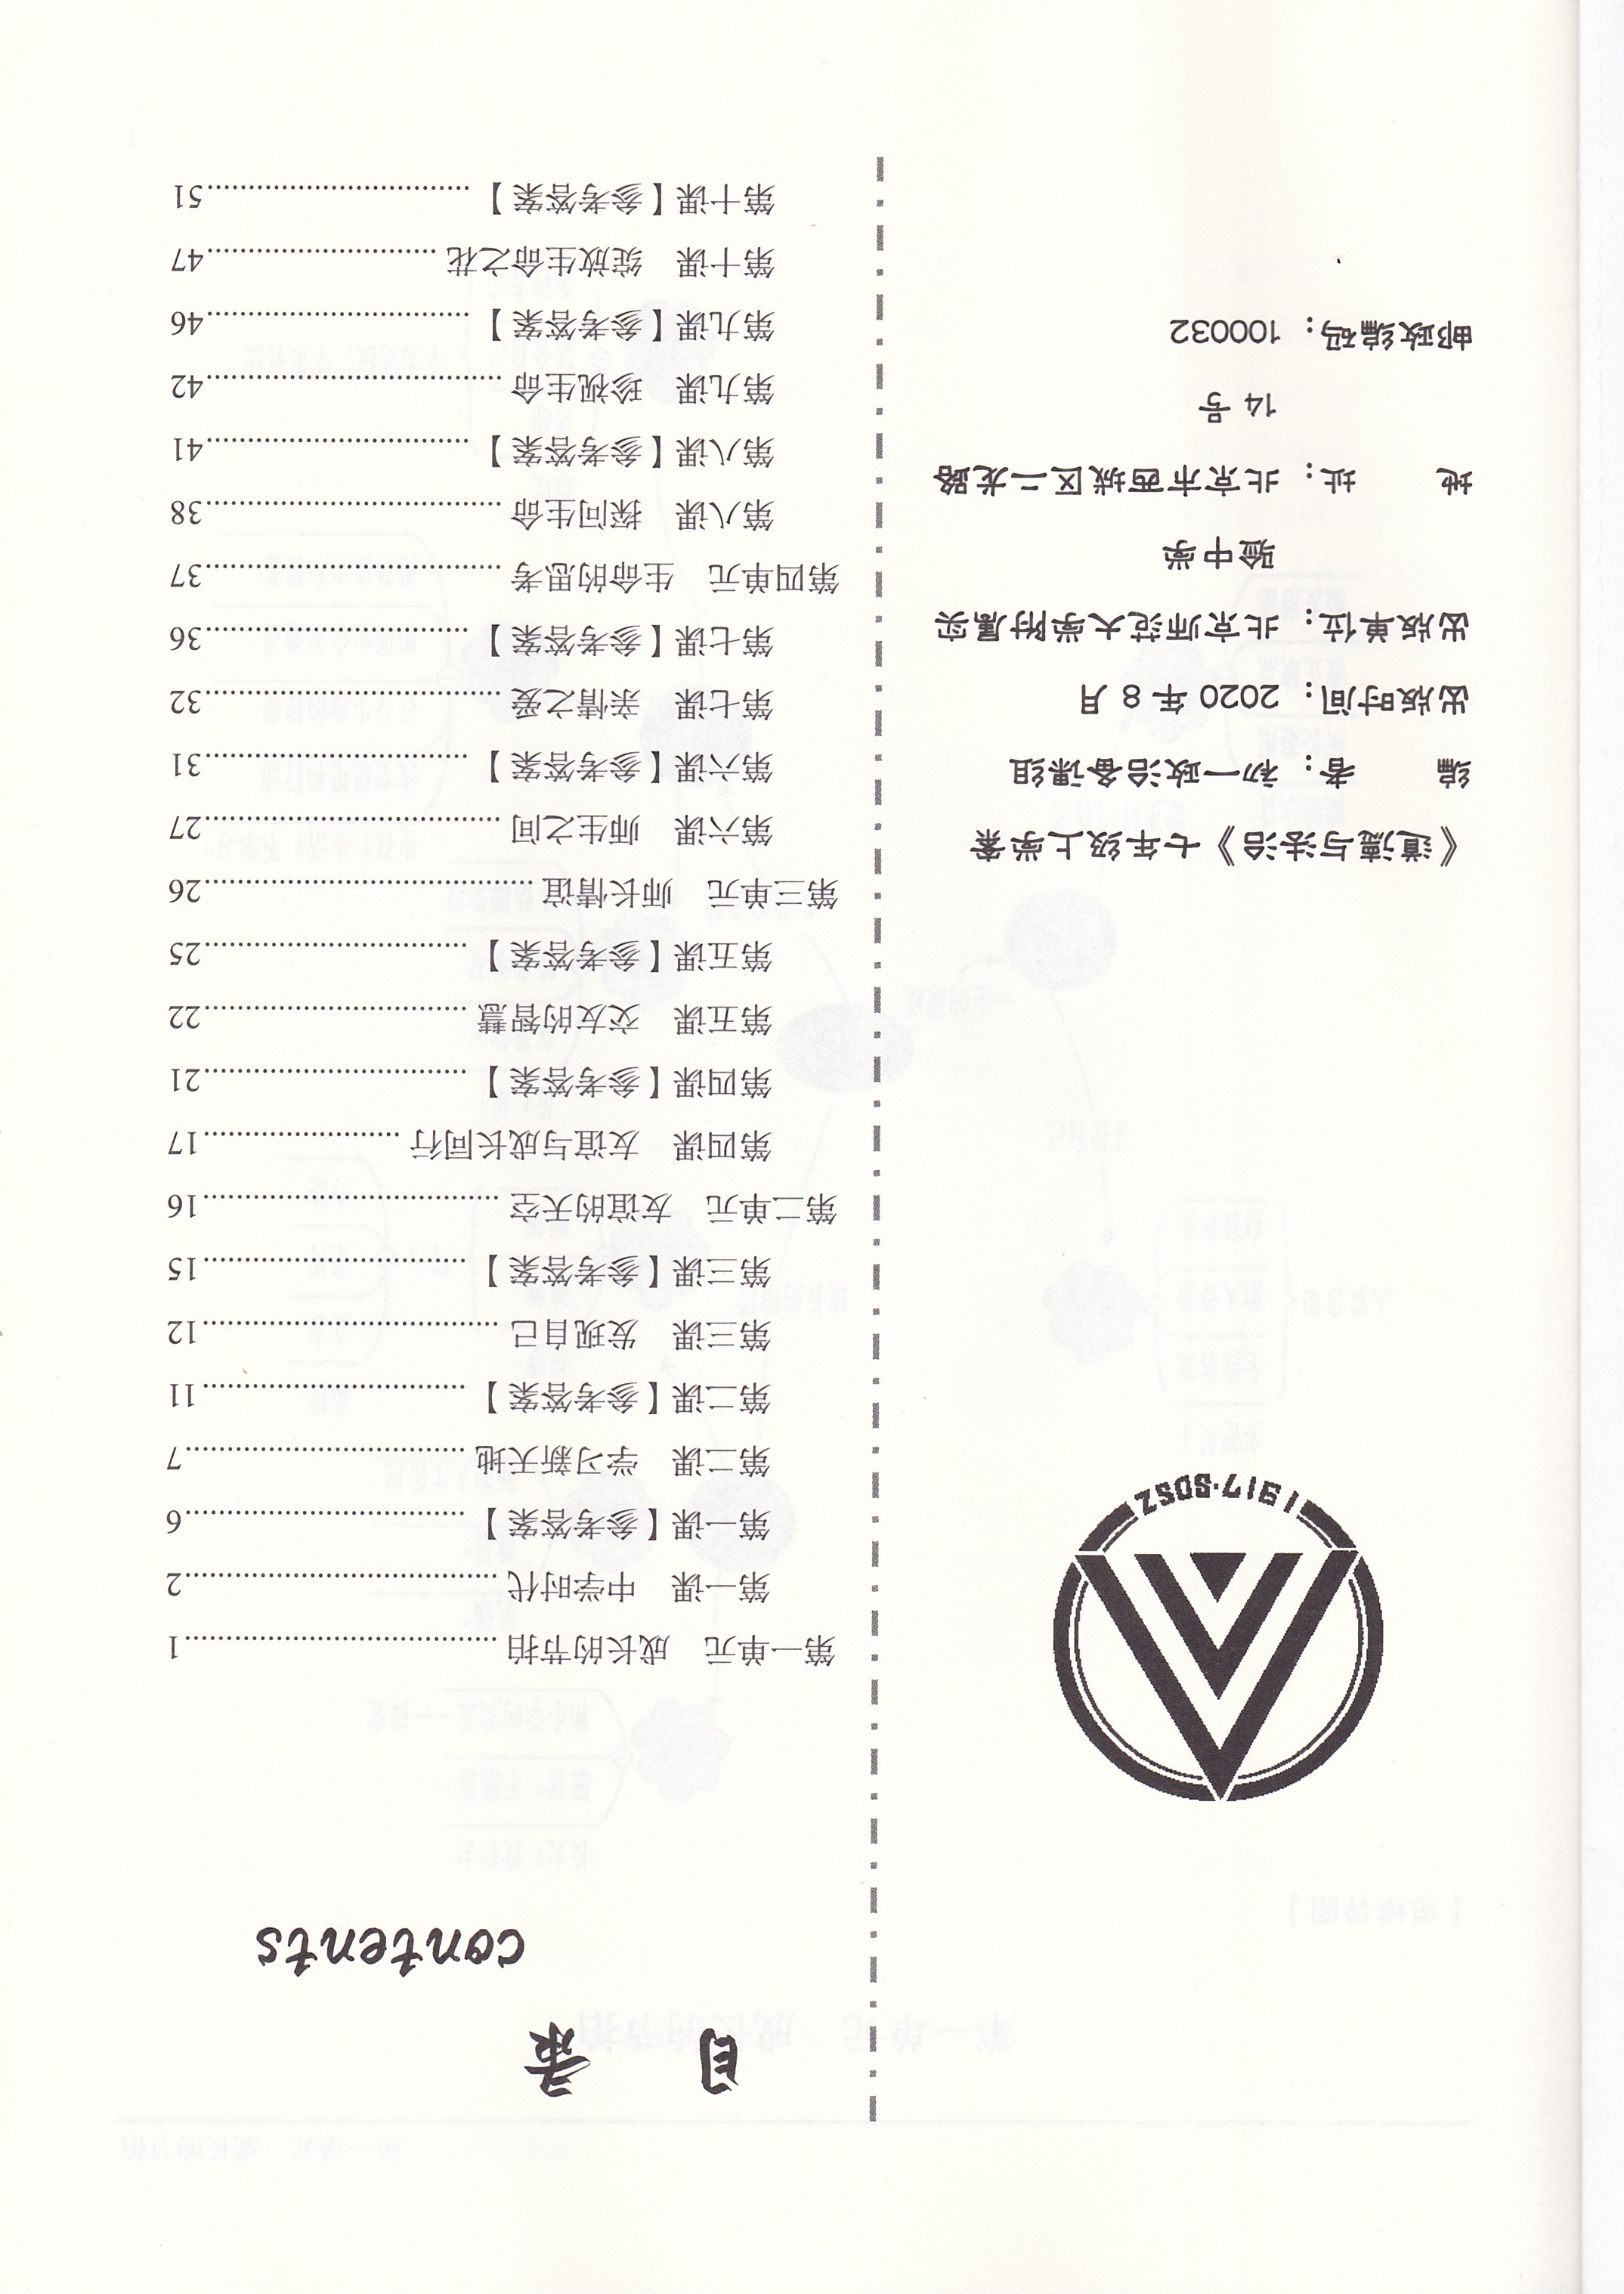 1917·SDSZ
《道德与法治》七年级上学案
编　　者：初一政治备课组
出版时间：2020 年 8 月
出版单位：北京师范大学附属实
验中学
地　　址：北京市西城区二龙路
14 号
邮政编码：100032
目　录
contents
第一单元　成长的节拍……………………………1
第一课　中学时代……………………………2
第一课【参考答案】……………………………6
第二课　学习新天地……………………………7
第二课【参考答案】……………………………11
第三课　发现自己……………………………12
第三课【参考答案】……………………………15
第二单元　友谊的天空……………………………16
第四课　友谊与成长同行……………………………17
第四课【参考答案】……………………………21
第五课　交友的智慧……………………………22
第五课【参考答案】……………………………25
第三单元　师长情谊……………………………26
第六课　师生之间……………………………27
第六课【参考答案】……………………………31
第七课　亲情之爱……………………………32
第七课【参考答案】……………………………36
第四单元　生命的思考……………………………37
第八课　探问生命……………………………38
第八课【参考答案】……………………………41
第九课　珍视生命……………………………42
第九课【参考答案】……………………………46
第十课　绽放生命之花……………………………47
第十课【参考答案】……………………………51